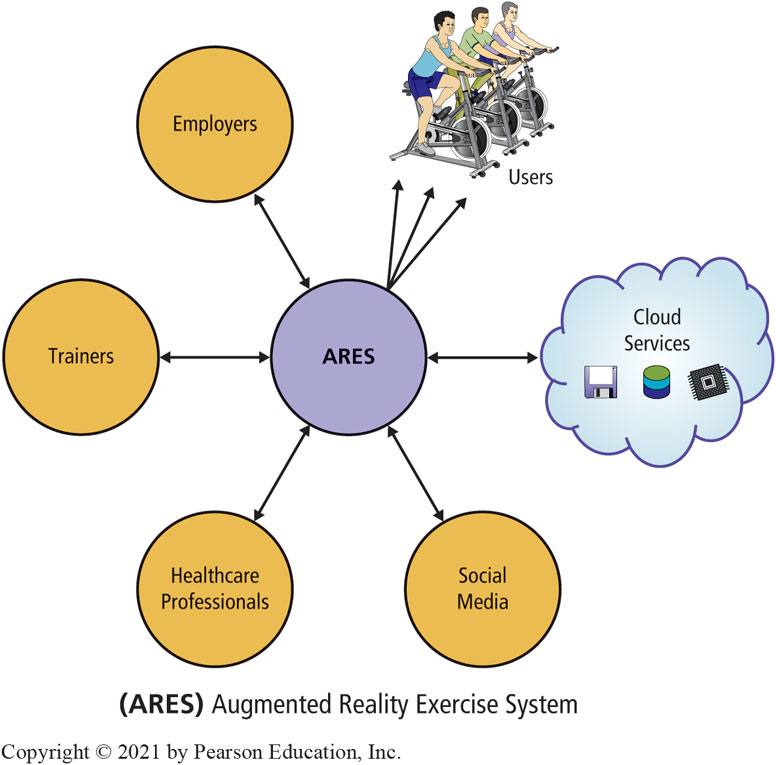 Employers
Users
Cloud
Services
Trainers
ARES
Healthcare
Professionals
Social
Media
(ARES) Augmented Reality Exercise System
Copyright © 2021 by Pearson Education, Inc.